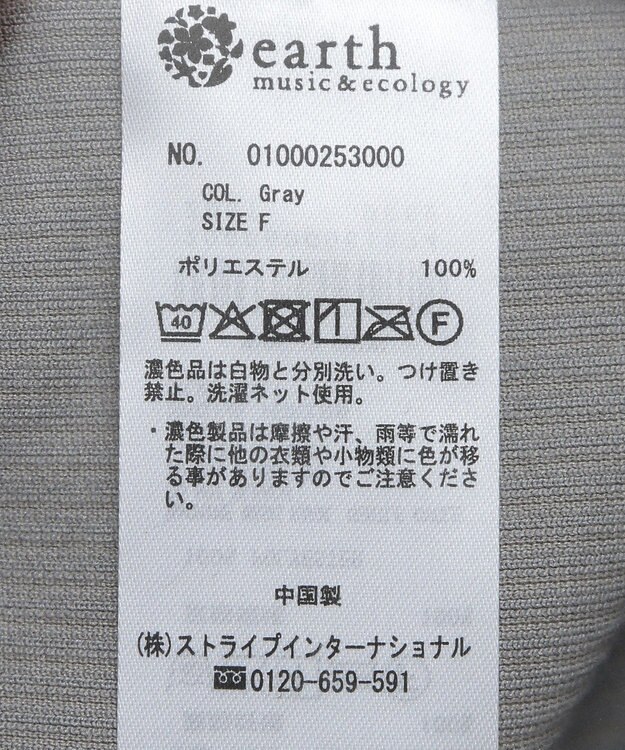 earth
music&ecology
NO. 01000253000
COL. Gray
SIZE F
ポリエステル 100%
40 F
濃色品は白物と分別洗い。つけ置き
禁止。洗濯ネット使用。
・濃色製品は摩擦や汗、雨等で濡れ
た際に他の衣類や小物類に色が移
る事がありますのでご注意くださ
い。
中国製
(株)ストライプインターナショナル
0120-659-591